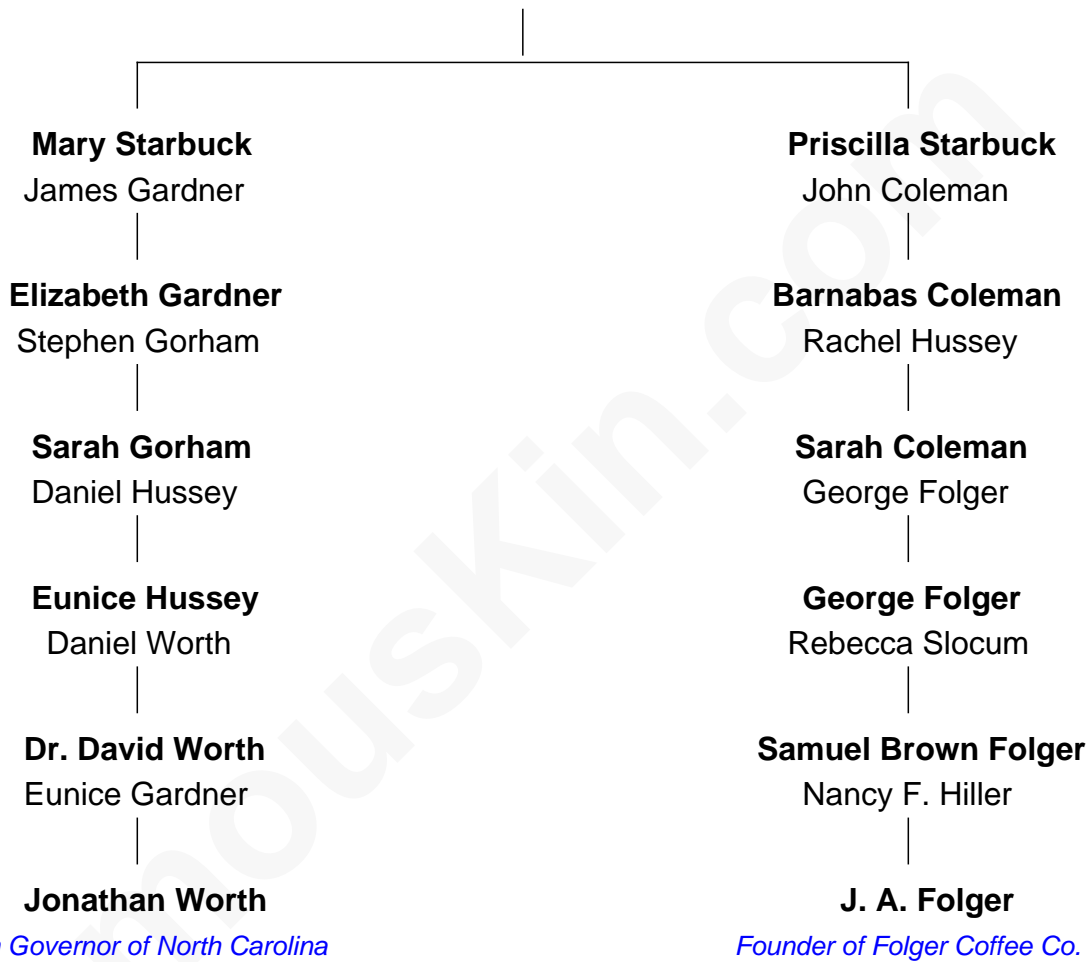 Mary Starbuck
James Gardner
Priscilla Starbuck
John Coleman
Elizabeth Gardner
Stephen Gorham
Barnabas Coleman
Rachel Hussey
Sarah Gorham
Daniel Hussey
Sarah Coleman
George Folger
Eunice Hussey
Daniel Worth
George Folger
Rebecca Slocum
Dr. David Worth
Eunice Gardner
Samuel Brown Folger
Nancy F. Hiller
Jonathan Worth
Governor of North Carolina
J. A. Folger
Founder of Folger Coffee Co.
mousKin.com